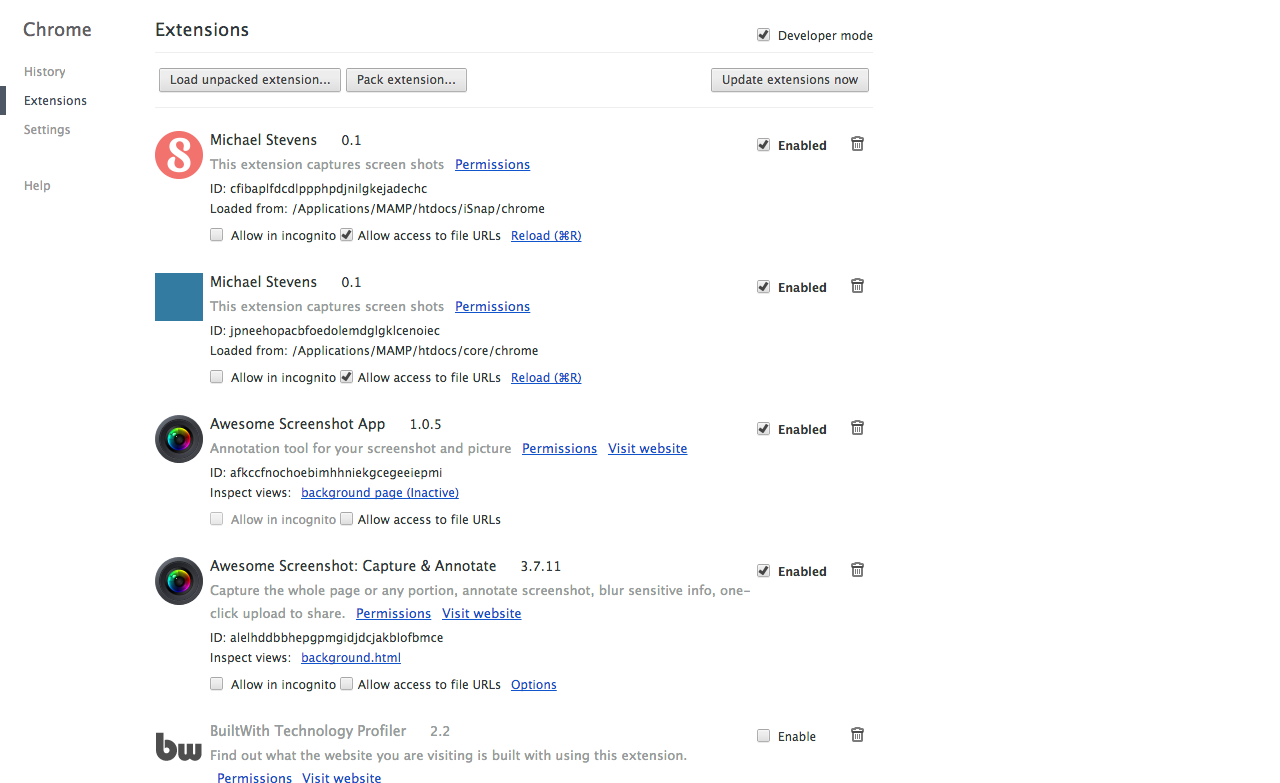 Chrome
Extensions
Developer mode
History
Extensions
Settings
Help
Load unpacked extension... Pack extension... Update extensions now
Michael Stevens 0.1 Enabled
This extension captures screen shots Permissions
ID: cfibaplfdcdlppphpdjnilgkejadechc
Loaded from: /Applications/MAMP/htdocs/iSnap/chrome
Allow in incognito Allow access to file URLs Reload (⌘R)
Michael Stevens 0.1 Enabled
This extension captures screen shots Permissions
ID: jpneehopacbfoedolemdglgklcenoiec
Loaded from: /Applications/MAMP/htdocs/core/chrome
Allow in incognito Allow access to file URLs Reload (⌘R)
Awesome Screenshot App 1.0.5 Enabled
Annotation tool for your screenshot and picture Permissions Visit website
ID: afkccfnochoebimhhniekgcegeeiepmi
Inspect views: background page (Inactive)
Allow in incognito Allow access to file URLs
Awesome Screenshot: Capture & Annotate 3.7.11 Enabled
Capture the whole page or any portion, annotate screenshot, blur sensitive info, one-
click upload to share. Permissions Visit website
ID: alelhddbbhepgpmgidjdcjakblofbmce
Inspect views: background.html
Allow in incognito Allow access to file URLs Options
bw
BuiltWith Technology Profiler 2.2 Enable
Find out what the website you are visiting is built with using this extension.
Permissions Visit website